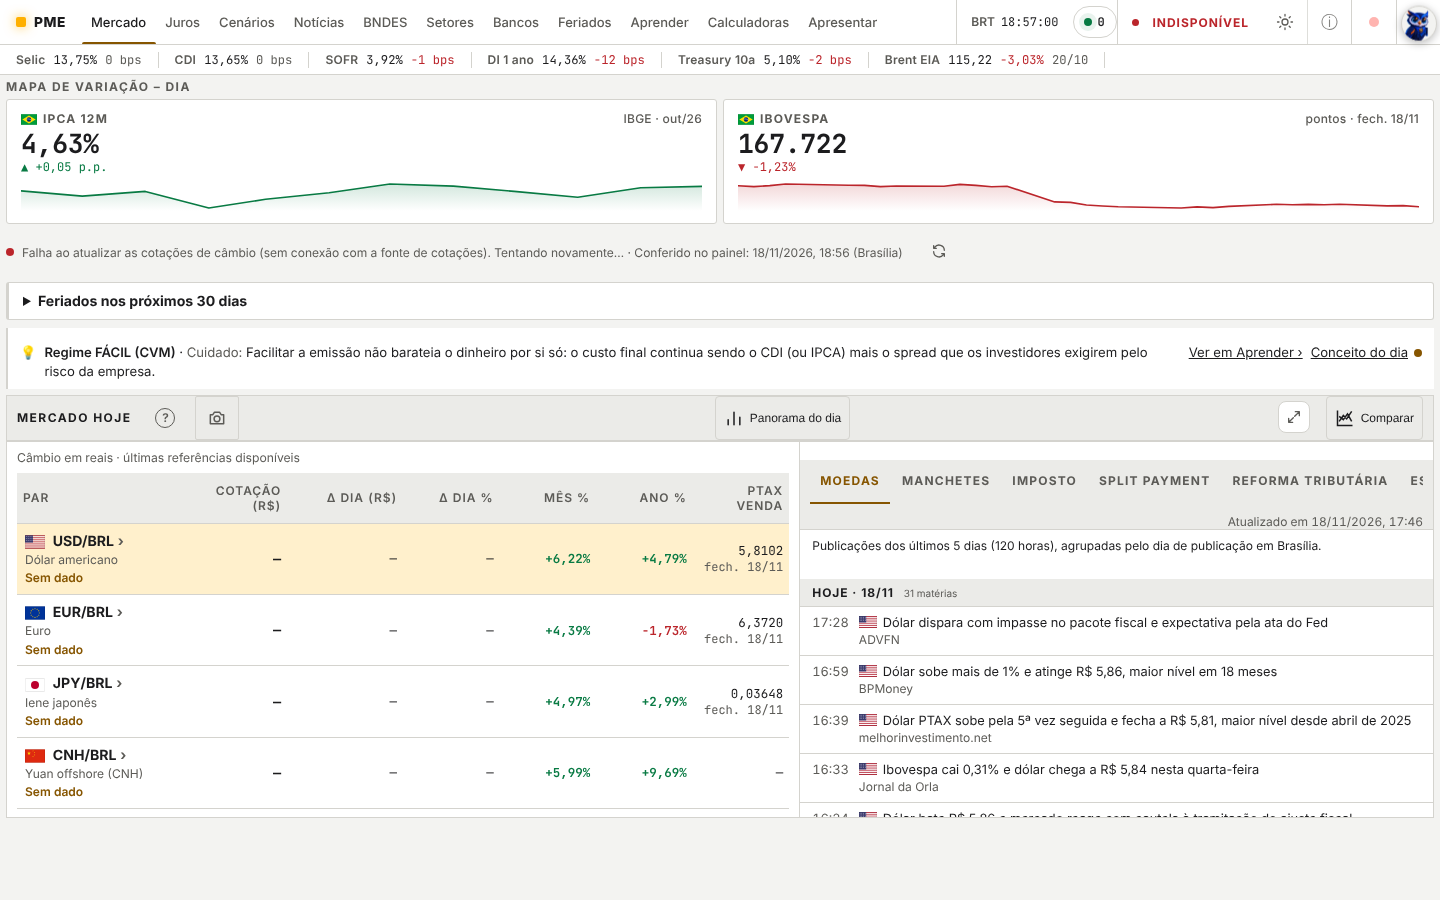 PME Mercado Juros Cenários Notícias BNDES Setores Bancos Feriados Aprender Calculadoras Apresentar BRT 18:57:00 0 INDISPONÍVEL
Selic 13,75% 0 bps CDI 13,65% 0 bps SOFR 3,92% -1 bps DI 1 ano 14,36% -12 bps Treasury 10a 5,10% -2 bps Brent EIA 115,22 -3,03% 20/10
MAPA DE VARIAÇÃO – DIA
IPCA 12M IBGE · out/26
4,63%
▲ +0,05 p.p.
IBOVESPA pontos · fech. 18/11
167.722
▼ -1,23%
Falha ao atualizar as cotações de câmbio (sem conexão com a fonte de cotações). Tentando novamente... · Conferido no painel: 18/11/2026, 18:56 (Brasília)
▶ Feriados nos próximos 30 dias
Regime FÁCIL (CVM) · Cuidado: Facilitar a emissão não barateia o dinheiro por si só: o custo final continua sendo o CDI (ou IPCA) mais o spread que os investidores exigirem pelo
risco da empresa.
Ver em Aprender › Conceito do dia
MERCADO HOJE ? Panorama do dia Comparar
Câmbio em reais · últimas referências disponíveis
PAR COTAÇÃO (R$) Δ DIA (R$) Δ DIA % MÊS % ANO % PTAX VENDA
USD/BRL ›
Dólar americano
Sem dado
– – – +6,22% +4,79% 5,8102
fech. 18/11
EUR/BRL ›
Euro
Sem dado
– – – +4,39% -1,73% 6,3720
fech. 18/11
JPY/BRL ›
Iene japonês
Sem dado
– – – +4,97% +2,99% 0,03648
fech. 18/11
CNH/BRL ›
Yuan offshore (CNH)
Sem dado
– – – +5,99% +9,69% –
MOEDAS MANCHETES IMPOSTO SPLIT PAYMENT REFORMA TRIBUTÁRIA
Atualizado em 18/11/2026, 17:46
Publicações dos últimos 5 dias (120 horas), agrupadas pelo dia de publicação em Brasília.
HOJE · 18/11 31 matérias
17:28 Dólar dispara com impasse no pacote fiscal e expectativa pela ata do Fed
ADVFN
16:59 Dólar sobe mais de 1% e atinge R$ 5,86, maior nível em 18 meses
BPMoney
16:39 Dólar PTAX sobe pela 5ª vez seguida e fecha a R$ 5,81, maior nível desde abril de 2025
melhorinvestimento.net
16:33 Ibovespa cai 0,31% e dólar chega a R$ 5,84 nesta quarta-feira
Jornal da Orla